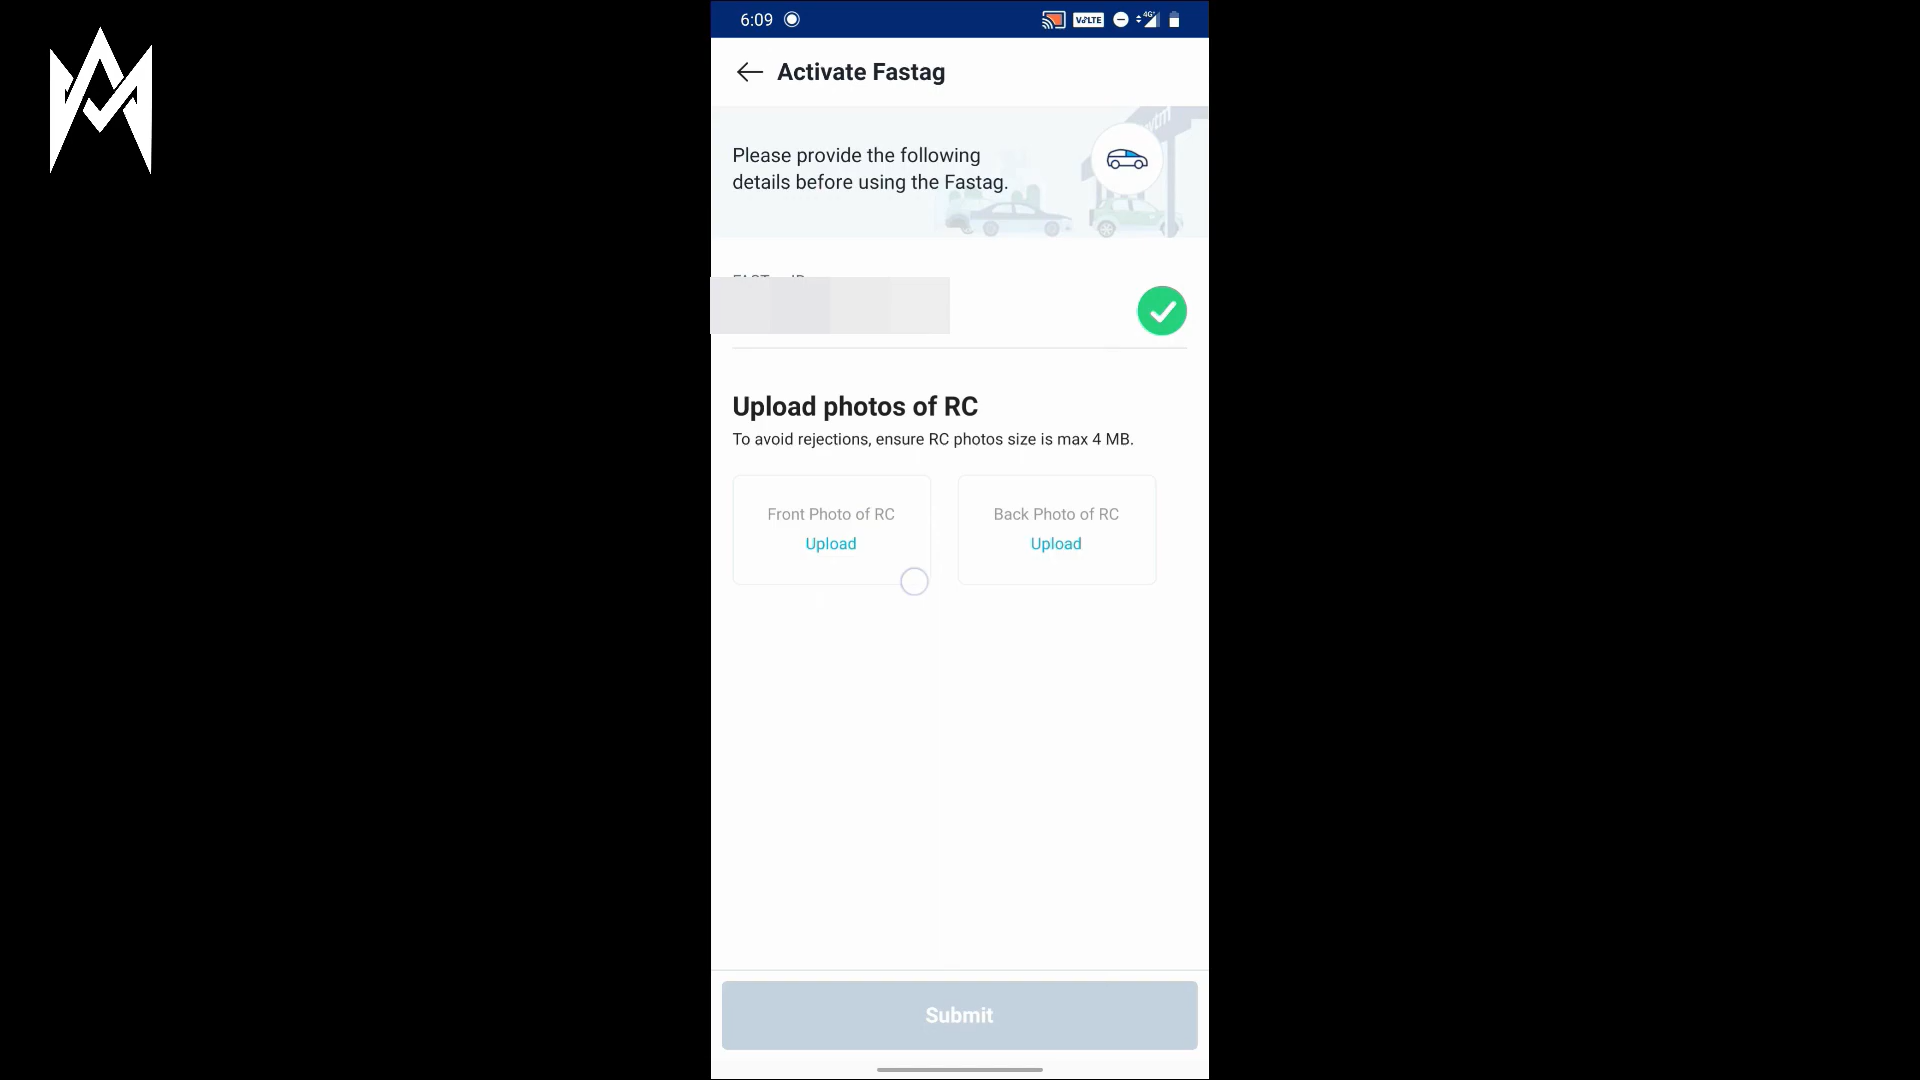 6:09
VoLTE
4G
Activate Fastag
Please provide the following
details before using the Fastag.
Upload photos of RC
To avoid rejections, ensure RC photos size is max 4 MB.
Front Photo of RC
Upload
Back Photo of RC
Upload
Submit